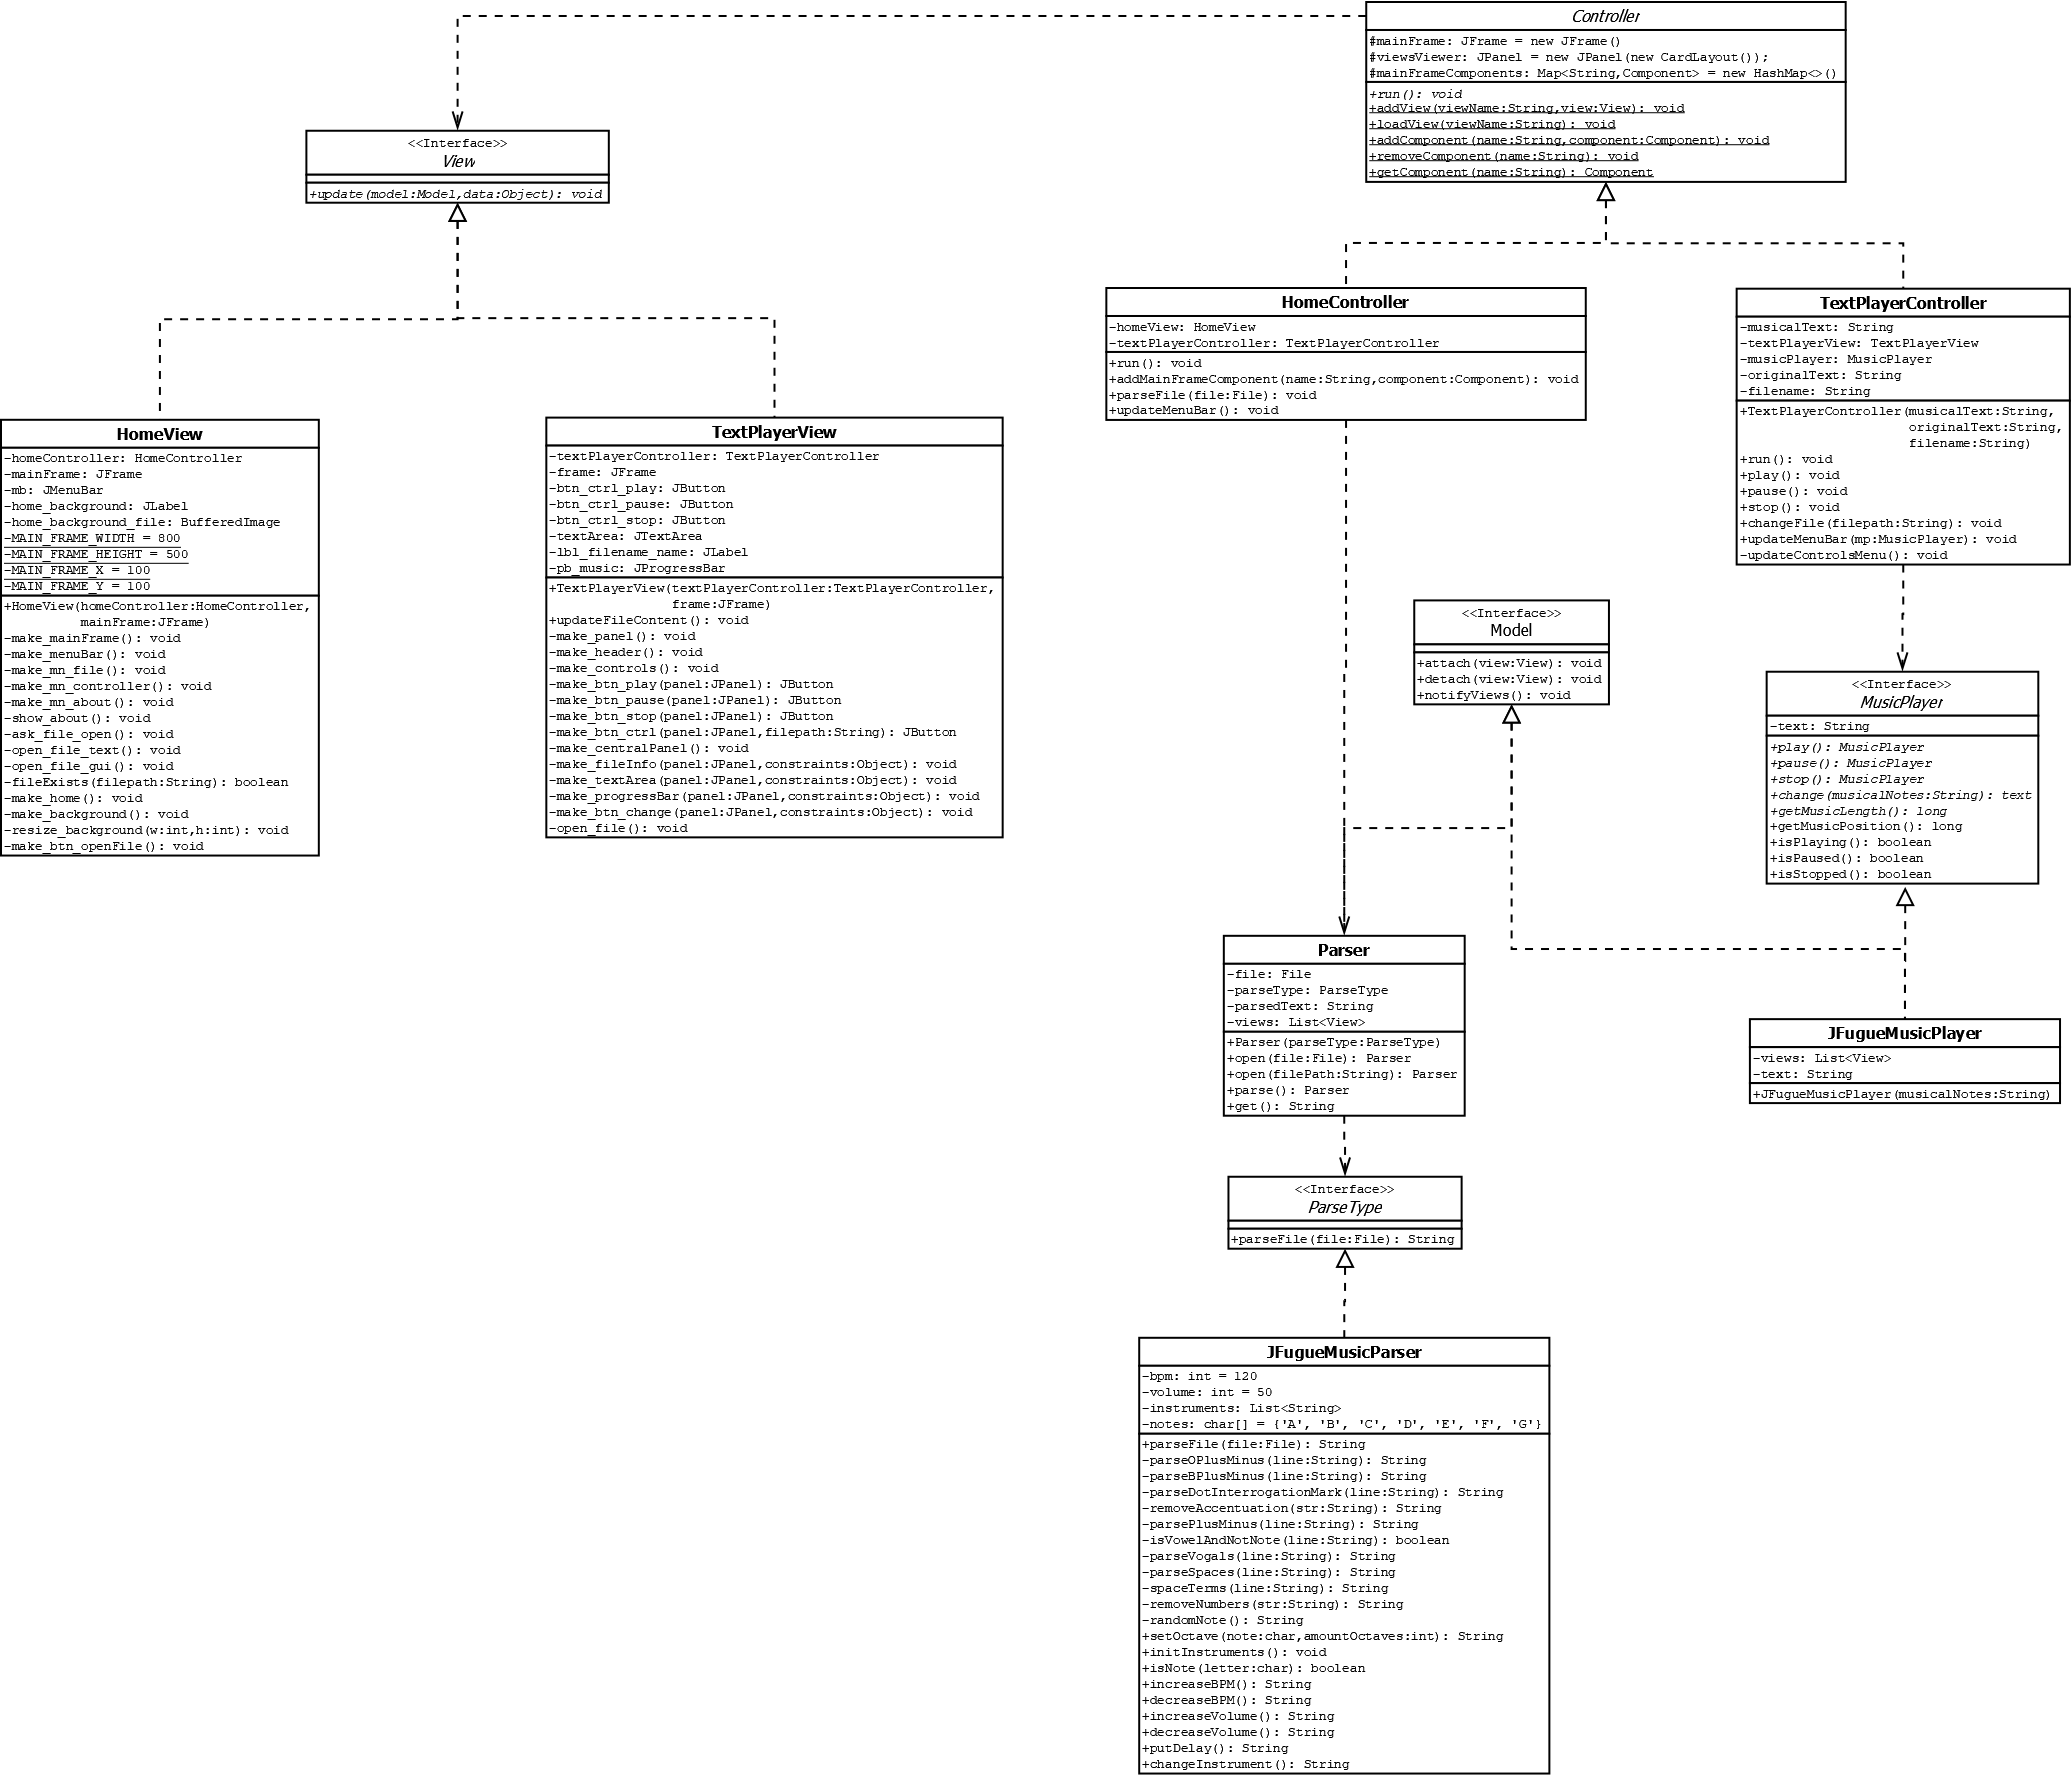 Controller
#mainFrame: JFrame = new JFrame()
#viewsViewer: JPanel = new JPanel(new CardLayout());
#mainFrameComponents: Map<String,Component> = new HashMap<>()
+run(): void
+addView(viewName:String,view:View): void
+loadView(viewName:String): void
+addComponent(name:String,component:Component): void
+removeComponent(name:String): void
+getComponent(name:String): Component
<<Interface>>
View
+update(model:Model,data:Object): void
HomeController
-homeView: HomeView
-textPlayerController: TextPlayerController
+run(): void
+addMainFrameComponent(name:String,component:Component): void
+parseFile(file:File): void
+updateMenuBar(): void
TextPlayerController
-musicalText: String
-textPlayerView: TextPlayerView
-musicPlayer: MusicPlayer
-originalText: String
-filename: String
+TextPlayerController(musicalText:String,
originalText:String,
filename:String)
+run(): void
+play(): void
+pause(): void
+stop(): void
+changeFile(filepath:String): void
+updateMenuBar(mp:MusicPlayer): void
-updateControlsMenu(): void
HomeView
-homeController: HomeController
-mainFrame: JFrame
-mb: JMenuBar
-home_background: JLabel
-home_background_file: BufferedImage
-MAIN_FRAME_WIDTH = 800
-MAIN_FRAME_HEIGHT = 500
-MAIN_FRAME_X = 100
-MAIN_FRAME_Y = 100
+HomeView(homeController:HomeController,
mainFrame:JFrame)
-make_mainFrame(): void
-make_menuBar(): void
-make_mn_file(): void
-make_mn_controller(): void
-make_mn_about(): void
-show_about(): void
-ask_file_open(): void
-open_file_text(): void
-open_file_gui(): void
-fileExists(filepath:String): boolean
-make_home(): void
-make_background(): void
-resize_background(w:int,h:int): void
-make_btn_openFile(): void
TextPlayerView
-textPlayerController: TextPlayerController
-frame: JFrame
-btn_ctrl_play: JButton
-btn_ctrl_pause: JButton
-btn_ctrl_stop: JButton
-textArea: JTextArea
-lbl_filename_name: JLabel
-pb_music: JProgressBar
+TextPlayerView(textPlayerController:TextPlayerController,
frame:JFrame)
+updateFileContent(): void
-make_panel(): void
-make_header(): void
-make_controls(): void
-make_btn_play(panel:JPanel): JButton
-make_btn_pause(panel:JPanel): JButton
-make_btn_stop(panel:JPanel): JButton
-make_btn_ctrl(panel:JPanel,filepath:String): JButton
-make_centralPanel(): void
-make_fileInfo(panel:JPanel,constraints:Object): void
-make_textArea(panel:JPanel,constraints:Object): void
-make_progressBar(panel:JPanel,constraints:Object): void
-make_btn_change(panel:JPanel,constraints:Object): void
-open_file(): void
<<Interface>>
Model
+attach(view:View): void
+detach(view:View): void
+notifyViews(): void
<<Interface>>
MusicPlayer
-text: String
+play(): MusicPlayer
+pause(): MusicPlayer
+stop(): MusicPlayer
+change(musicalNotes:String): text
+getMusicLength(): long
+getMusicPosition(): long
+isPlaying(): boolean
+isPaused(): boolean
+isStopped(): boolean
Parser
-file: File
-parseType: ParseType
-parsedText: String
-views: List<View>
+Parser(parseType:ParseType)
+open(file:File): Parser
+open(filePath:String): Parser
+parse(): Parser
+get(): String
JFugueMusicPlayer
-views: List<View>
-text: String
+JFugueMusicPlayer(musicalNotes:String)
<<Interface>>
ParseType
+parseFile(file:File): String
JFugueMusicParser
-bpm: int = 120
-volume: int = 50
-instruments: List<String>
-notes: char[] = {'A', 'B', 'C', 'D', 'E', 'F', 'G'}
+parseFile(file:File): String
-parseOPlusMinus(line:String): String
-parseBPlusMinus(line:String): String
-parseDotInterrogationMark(line:String): String
-removeAccentuation(str:String): String
-parsePlusMinus(line:String): String
-isVowelAndNotNote(line:String): boolean
-parseVogals(line:String): String
-parseSpaces(line:String): String
-spaceTerms(line:String): String
-removeNumbers(str:String): String
-randomNote(): String
+setOctave(note:char,amountOctaves:int): String
+initInstruments(): void
+isNote(letter:char): boolean
+increaseBPM(): String
+decreaseBPM(): String
+increaseVolume(): String
+decreaseVolume(): String
+putDelay(): String
+changeInstrument(): String